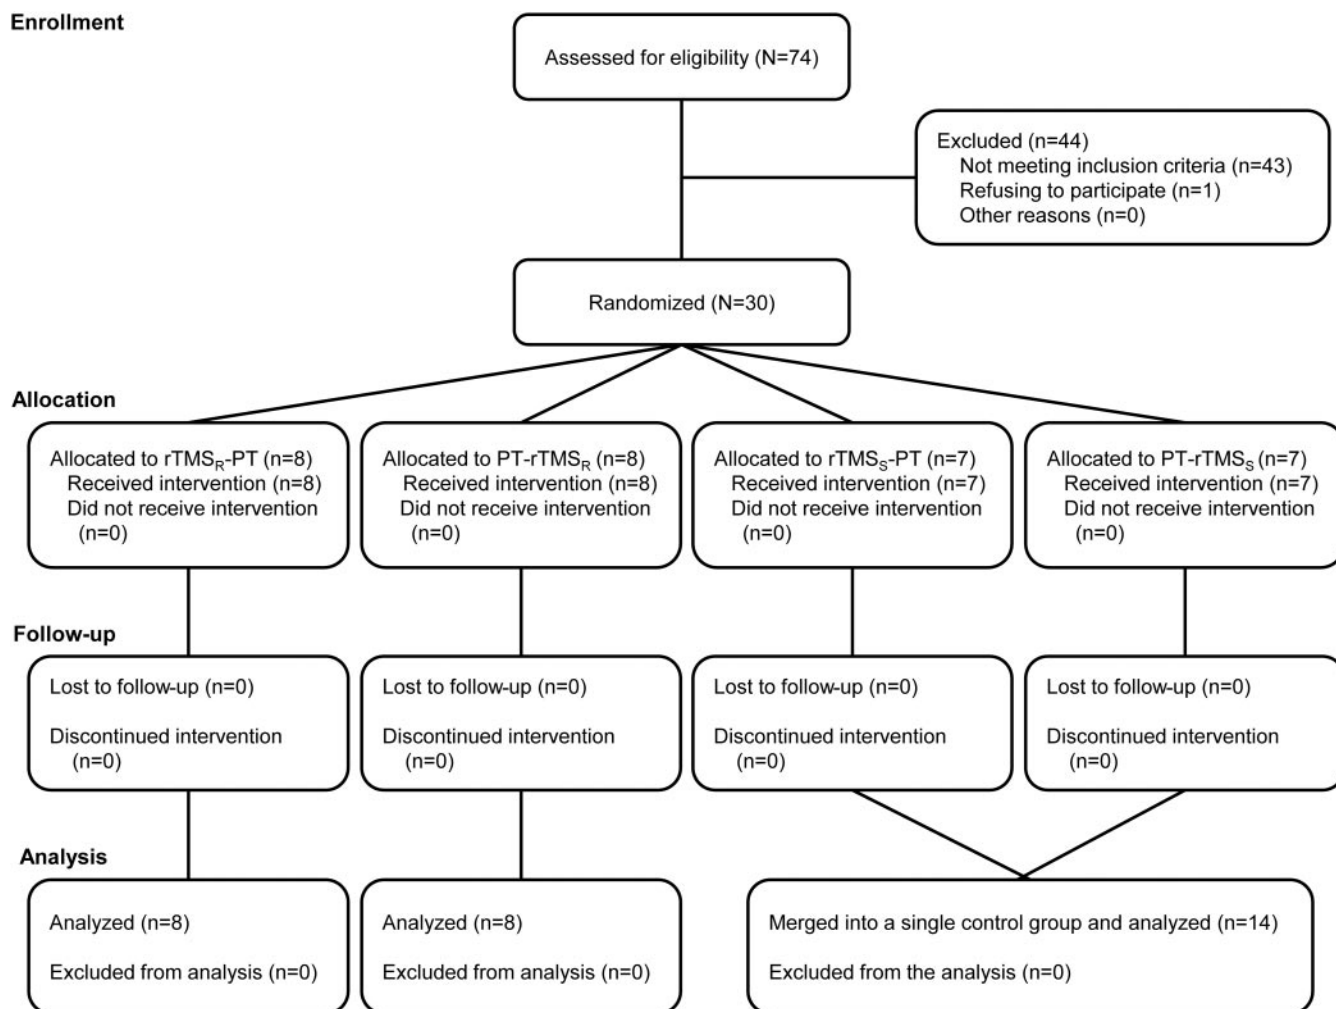 Enrollment
Assessed for eligibility (N=74)
Excluded (n=44)
Not meeting inclusion criteria (n=43)
Refusing to participate (n=1)
Other reasons (n=0)
Randomized (N=30)
Allocation
Allocated to rTMS_R-PT (n=8)
Received intervention (n=8)
Did not receive intervention
(n=0)
Allocated to PT-rTMS_R (n=8)
Received intervention (n=8)
Did not receive intervention
(n=0)
Allocated to rTMS_S-PT (n=7)
Received intervention (n=7)
Did not receive intervention
(n=0)
Allocated to PT-rTMS_S (n=7)
Received intervention (n=7)
Did not receive intervention
(n=0)
Follow-up
Lost to follow-up (n=0)
Discontinued intervention
(n=0)
Lost to follow-up (n=0)
Discontinued intervention
(n=0)
Lost to follow-up (n=0)
Discontinued intervention
(n=0)
Lost to follow-up (n=0)
Discontinued intervention
(n=0)
Analysis
Analyzed (n=8)
Excluded from analysis (n=0)
Analyzed (n=8)
Excluded from analysis (n=0)
Merged into a single control group and analyzed (n=14)
Excluded from the analysis (n=0)